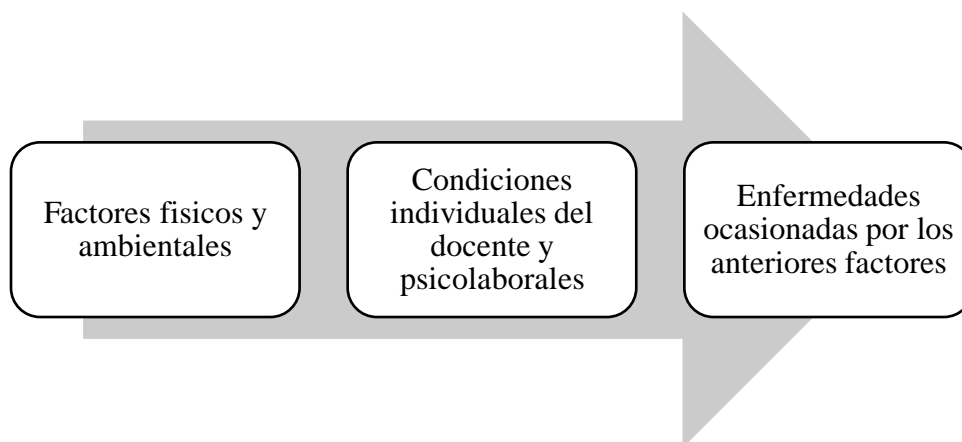 Factores fisicos y
ambientales
Condiciones
individuales del
docente y
psicolaborales
Enfermedades
ocasionadas por los
anteriores factores